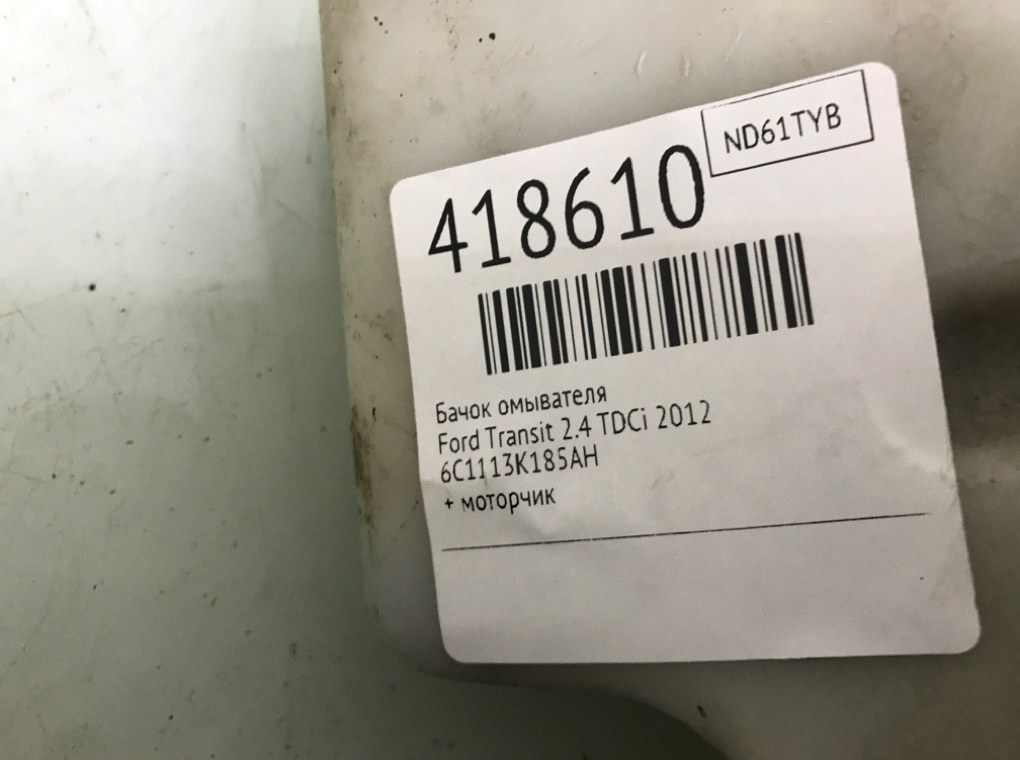 ND61TYB
418610
Бачок омывателя
Ford Transit 2.4 TDCi 2012
6C1113K185AH
+ моторчик